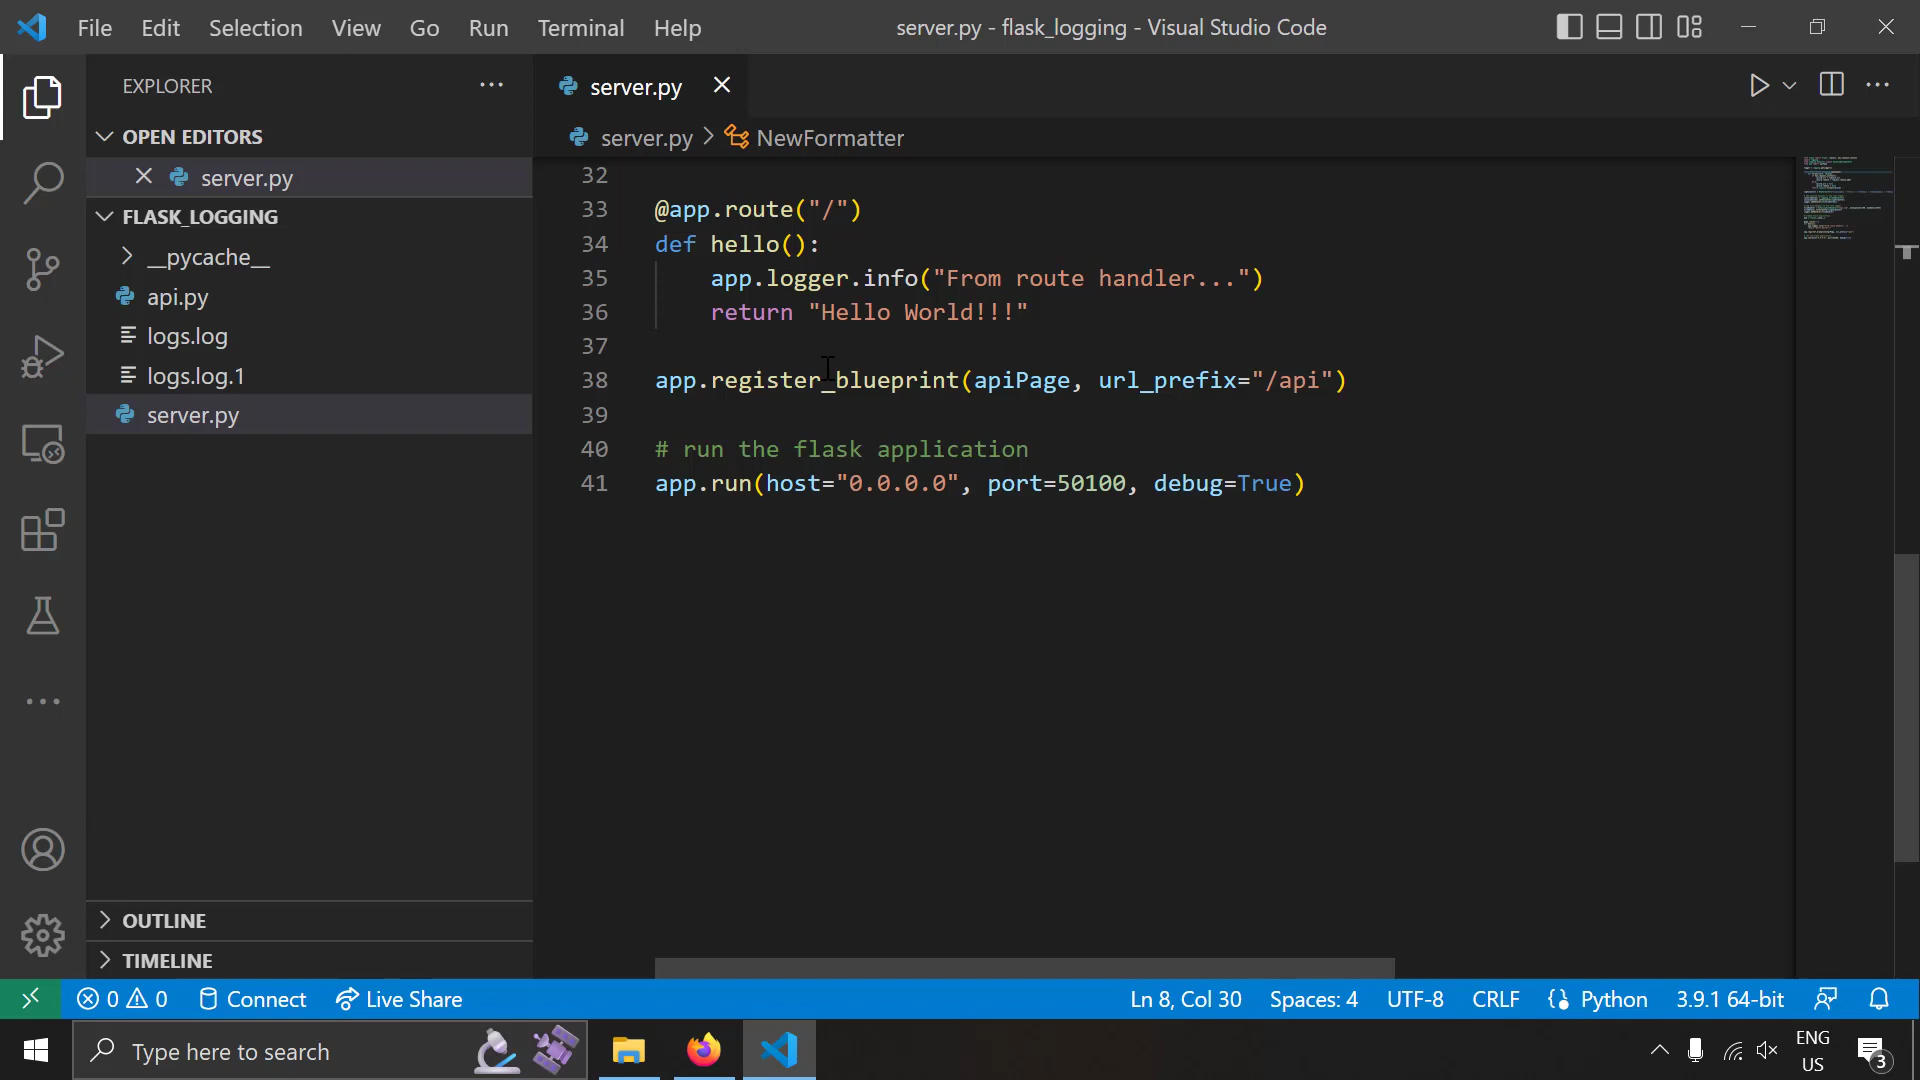 File Edit Selection View Go Run Terminal Help server.py - flask_logging - Visual Studio Code
EXPLORER
OPEN EDITORS
server.py
FLASK_LOGGING
__pycache__
api.py
logs.log
logs.log.1
server.py
OUTLINE
TIMELINE
server.py
server.py > NewFormatter
32
33 @app.route("/")
34 def hello():
35 app.logger.info("From route handler...")
36 return "Hello World!!!"
37
38 app.register_blueprint(apiPage, url_prefix="/api")
39
40 # run the flask application
41 app.run(host="0.0.0.0", port=50100, debug=True)
0 0 Connect Live Share Ln 8, Col 30 Spaces: 4 UTF-8 CRLF Python 3.9.1 64-bit
Type here to search
ENG
US
3